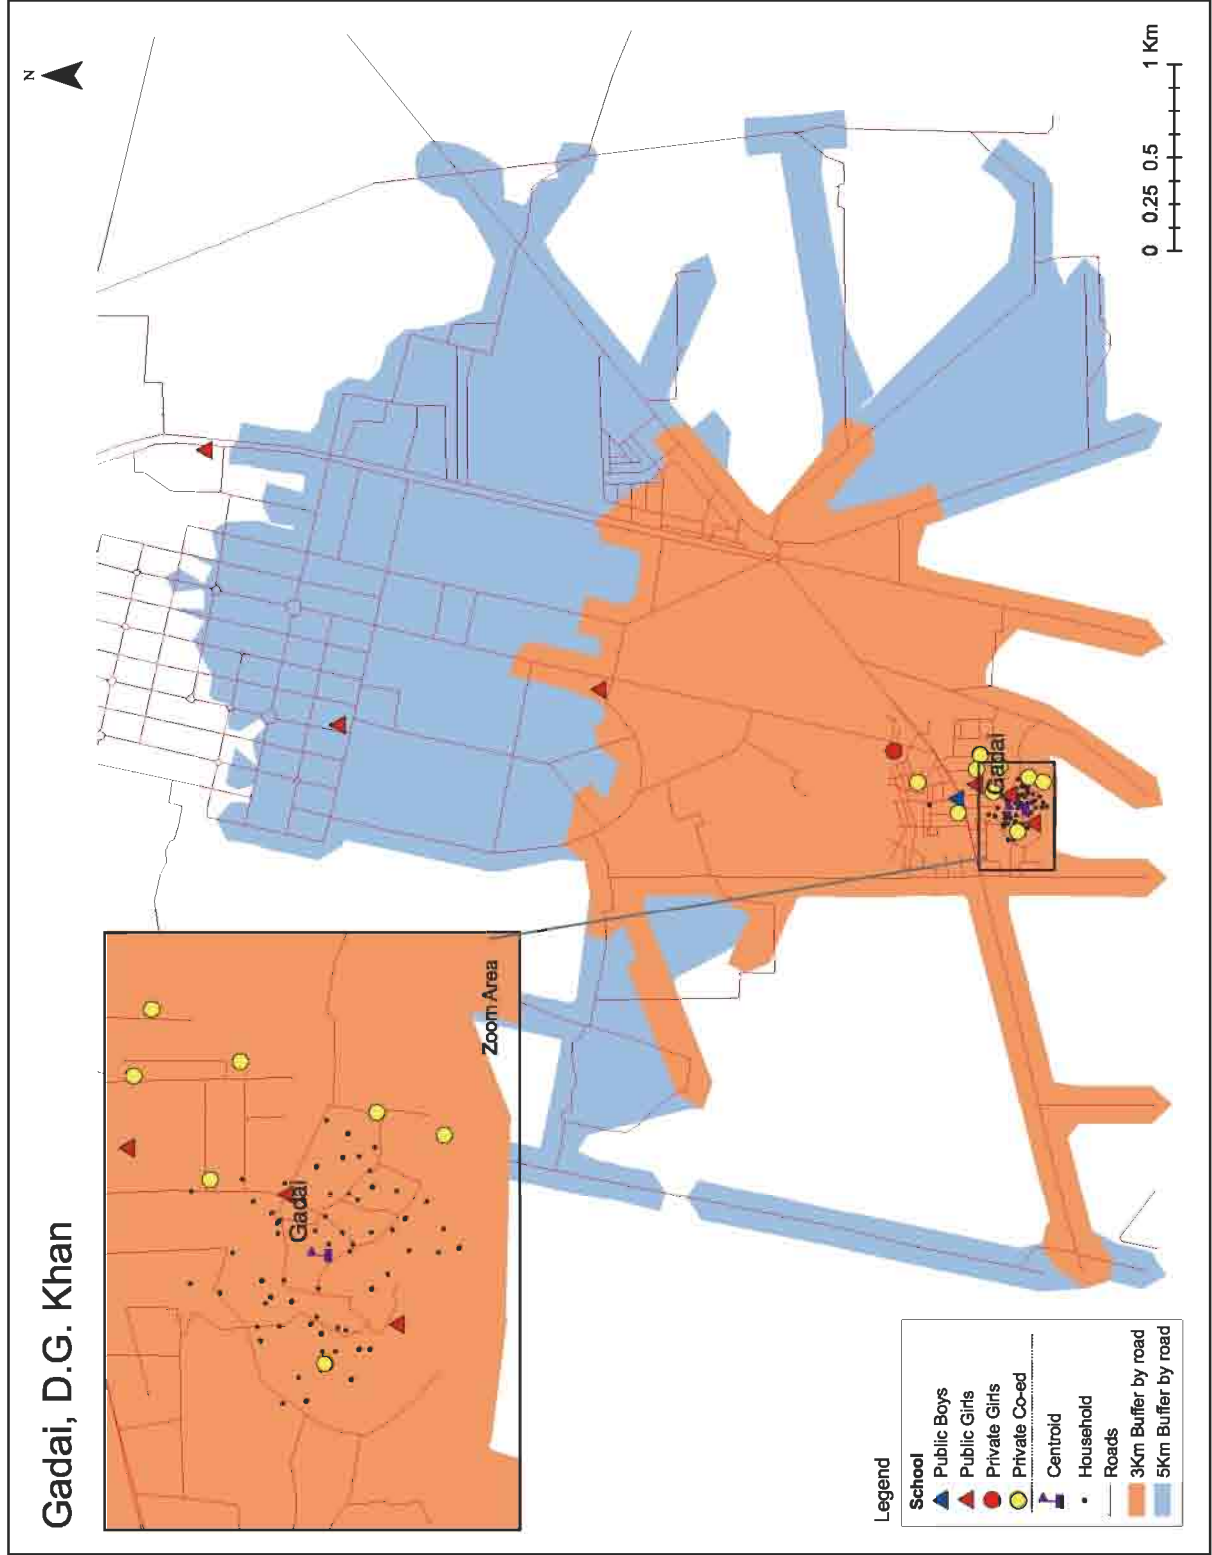 Gadai, D.G. Khan
N
Gadai
Zoom Area
Gadai
0 0.25 0.5 1 Km
Legend
School
Public Boys
Public Girls
Private Girls
Private Co-ed
Centroid
Household
Roads
3Km Buffer by road
5Km Buffer by road